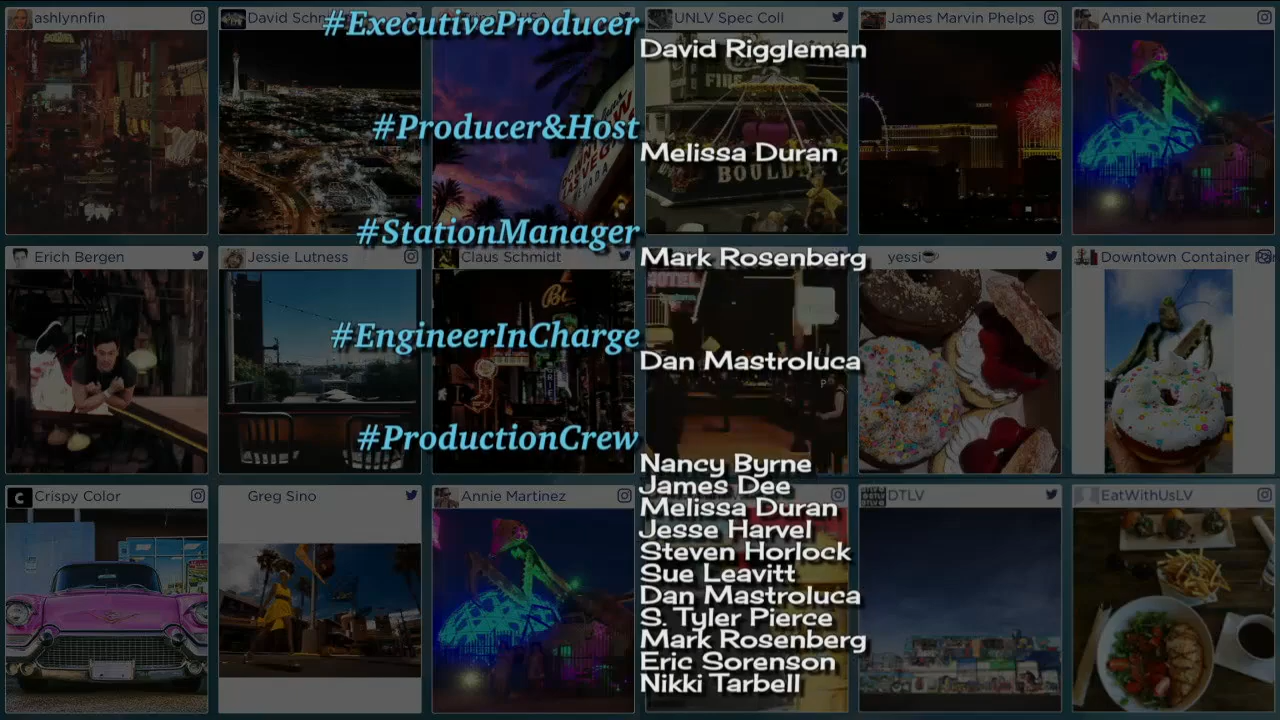 ashlynnfin
David Schm
USA
UNLV Spec Coll
James Marvin Phelps
Annie Martinez
#ExecutiveProducer
David Riggleman
#Producer&Host
Melissa Duran
BOULD
#StationManager
Mark Rosenberg
Erich Bergen
Jessie Lutness
Claus Schmidt
yessi
Downtown Container
#EngineerInCharge
Dan Mastroluca
#ProductionCrew
Nancy Byrne
James Dee
Melissa Duran
Jesse Harvel
Steven Horlock
Sue Leavitt
Dan Mastroluca
S. Tyler Pierce
Mark Rosenberg
Eric Sorenson
Nikki Tarbell
Crispy Color
Greg Sino
Annie Martinez
DTLV
EatWithUsLV